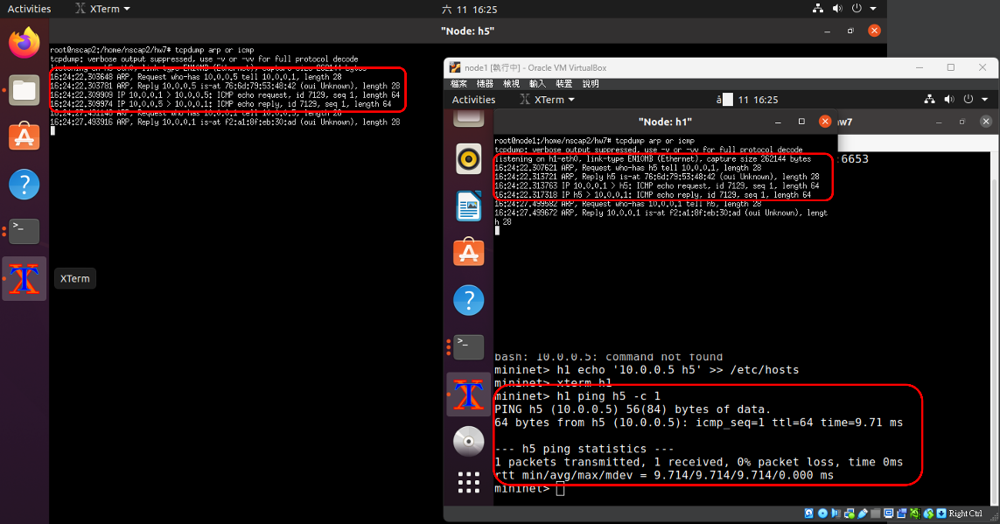 Activities
XTerm
六 11 16:25
"Node: h5"
root@nscap2:/home/nscap2/hw7# tcpdump arp or icmp
tcpdump: verbose output suppressed, use -v or -vv for full protocol decode
listening on h5-eth0, link-type EN10MB (Ethernet), capture size 262144 bytes
16:24:22.303648 ARP, Request who-has 10.0.0.5 tell 10.0.0.1, length 28
16:24:22.303781 ARP, Reply 10.0.0.5 is-at 76:6d:79:53:48:42 (oui Unknown), length 28
16:24:22.309909 IP 10.0.0.1 > 10.0.0.5: ICMP echo request, id 7129, seq 1, length 64
16:24:22.309974 IP 10.0.0.5 > 10.0.0.1: ICMP echo reply, id 7129, seq 1, length 64
16:24:27.491148 ARP, Request who-has 10.0.0.1 tell 10.0.0.5, length 28
16:24:27.493916 ARP, Reply 10.0.0.1 is-at f2:a1:8f:eb:30:ad (oui Unknown), length 28
XTerm
node1 [執行中] - Oracle VM VirtualBox
檔案 機器 檢視 輸入 裝置 說明
Activities
XTerm
11 16:25
"Node: h1"
w7
root@node1:/home/nscap2/hw7# tcpdump arp or icmp
tcpdump: verbose output suppressed, use -v or -vv for full protocol decode
listening on h1-eth0, link-type EN10MB (Ethernet), capture size 262144 bytes
:6653
16:24:22.307621 ARP, Request who-has h5 tell 10.0.0.1, length 28
16:24:22.313721 ARP, Reply h5 is-at 76:6d:79:53:48:42 (oui Unknown), length 28
16:24:22.313763 IP 10.0.0.1 > h5: ICMP echo request, id 7129, seq 1, length 64
16:24:22.317318 IP h5 > 10.0.0.1: ICMP echo reply, id 7129, seq 1, length 64
16:24:27.499582 ARP, Request who-has 10.0.0.1 tell h5, length 28
16:24:27.499672 ARP, Reply 10.0.0.1 is-at f2:a1:8f:eb:30:ad (oui Unknown), lengt
h 28
bash: 10.0.0.5: command not found
mininet> h1 echo '10.0.0.5 h5' >> /etc/hosts
mininet> xterm h1
mininet> h1 ping h5 -c 1
PING h5 (10.0.0.5) 56(84) bytes of data.
64 bytes from h5 (10.0.0.5): icmp_seq=1 ttl=64 time=9.71 ms
--- h5 ping statistics ---
1 packets transmitted, 1 received, 0% packet loss, time 0ms
rtt min/avg/max/mdev = 9.714/9.714/9.714/0.000 ms
mininet>
Right Ctrl